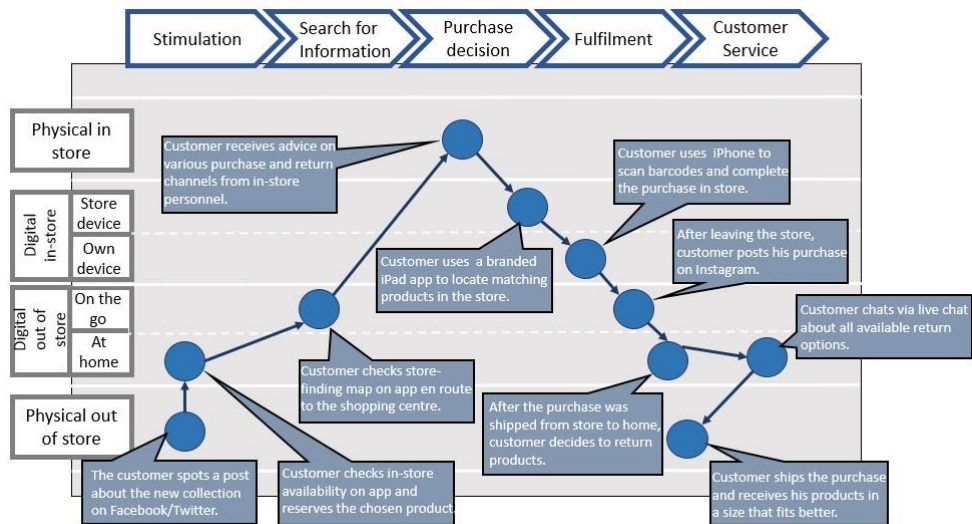 Stimulation
Search for
Information
Purchase
decision
Fulfilment
Customer
Service
Physical in
store
Digital
in-store
Store
device
Own
device
Digital
out of
store
On the
go
At
home
Physical out
of store
Customer receives advice on
various purchase and return
channels from in-store
personnel.
Customer uses  iPhone to
scan barcodes and complete
the purchase in store.
Customer uses  a branded
iPad app to locate matching
products in the store.
After leaving the store,
customer posts his purchase
on Instagram.
Customer chats via live chat
about all available return
options.
Customer checks store-
finding map on app en route
to the shopping centre.
After the purchase was
shipped from store to home,
customer decides to return
products.
The customer spots a post
about the new collection
on Facebook/Twitter.
Customer checks in-store
availability on app and
reserves the chosen product.
Customer ships the purchase
and receives his products in
a size that fits better.